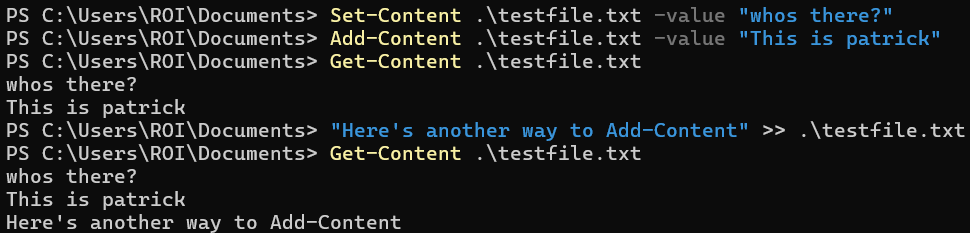 PS C:\Users\ROI\Documents> Set-Content .\testfile.txt -value "whos there?"
PS C:\Users\ROI\Documents> Add-Content .\testfile.txt -value "This is patrick"
PS C:\Users\ROI\Documents> Get-Content .\testfile.txt
whos there?
This is patrick
PS C:\Users\ROI\Documents> "Here's another way to Add-Content" >> .\testfile.txt
PS C:\Users\ROI\Documents> Get-Content .\testfile.txt
whos there?
This is patrick
Here's another way to Add-Content